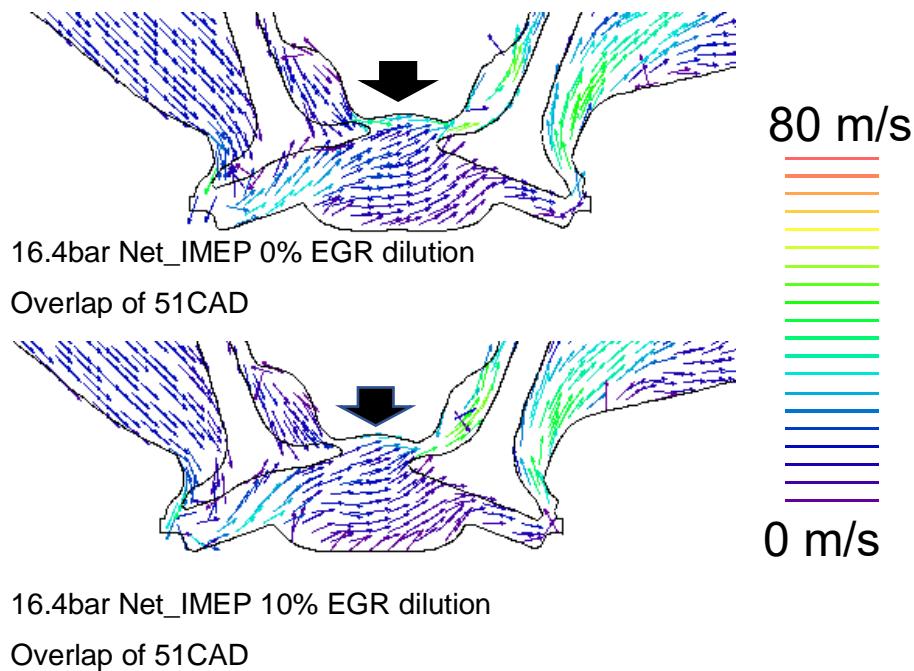 80 m/s
16.4bar Net_IMEP 0% EGR dilution
Overlap of 51CAD
0 m/s
16.4bar Net_IMEP 10% EGR dilution
Overlap of 51CAD